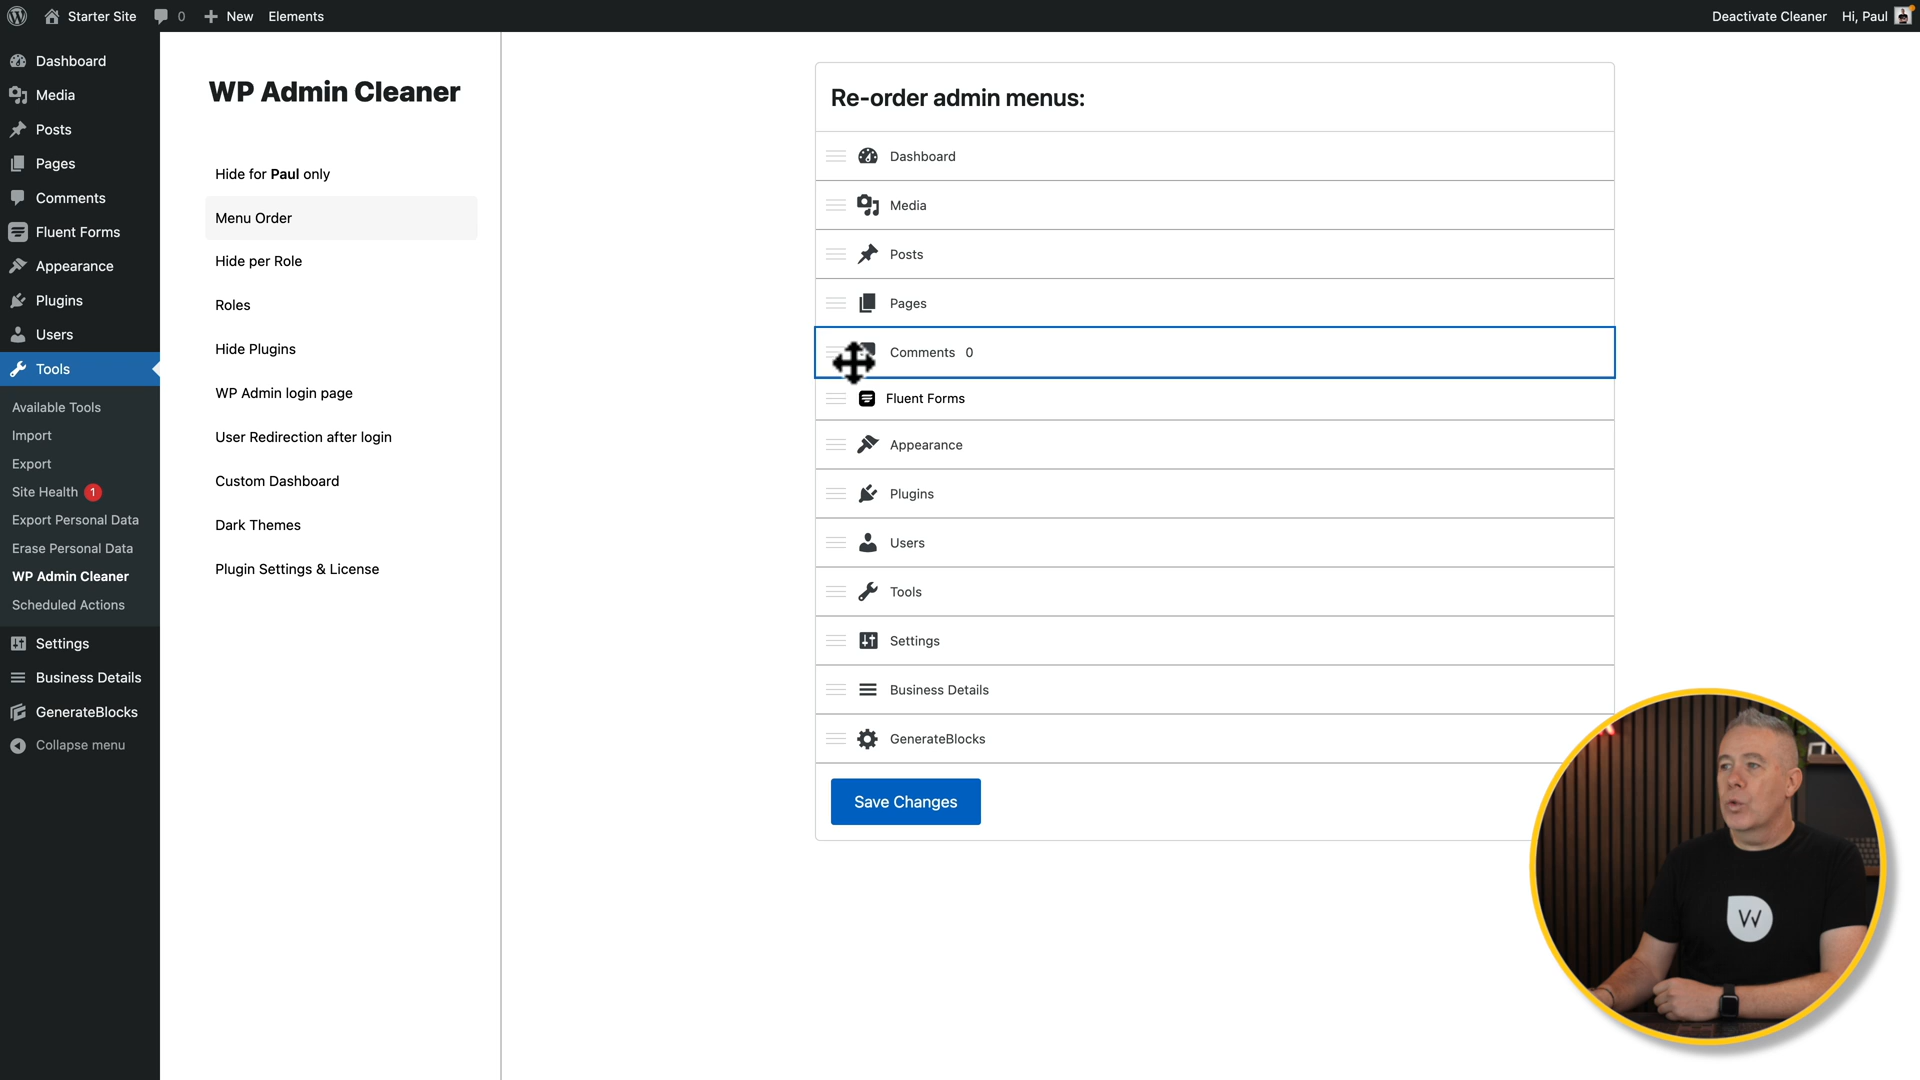 Starter Site
0
New
Elements
Deactivate Cleaner
Hi, Paul
Dashboard
Media
Posts
Pages
Comments
Fluent Forms
Appearance
Plugins
Users
Tools
Available Tools
Import
Export
Site Health 1
Export Personal Data
Erase Personal Data
WP Admin Cleaner
Scheduled Actions
Settings
Business Details
GenerateBlocks
Collapse menu
WP Admin Cleaner
Hide for Paul only
Menu Order
Hide per Role
Roles
Hide Plugins
WP Admin login page
User Redirection after login
Custom Dashboard
Dark Themes
Plugin Settings & License
Re-order admin menus:
Dashboard
Media
Posts
Pages
Comments 0
Fluent Forms
Appearance
Plugins
Users
Tools
Settings
Business Details
GenerateBlocks
Save Changes
W